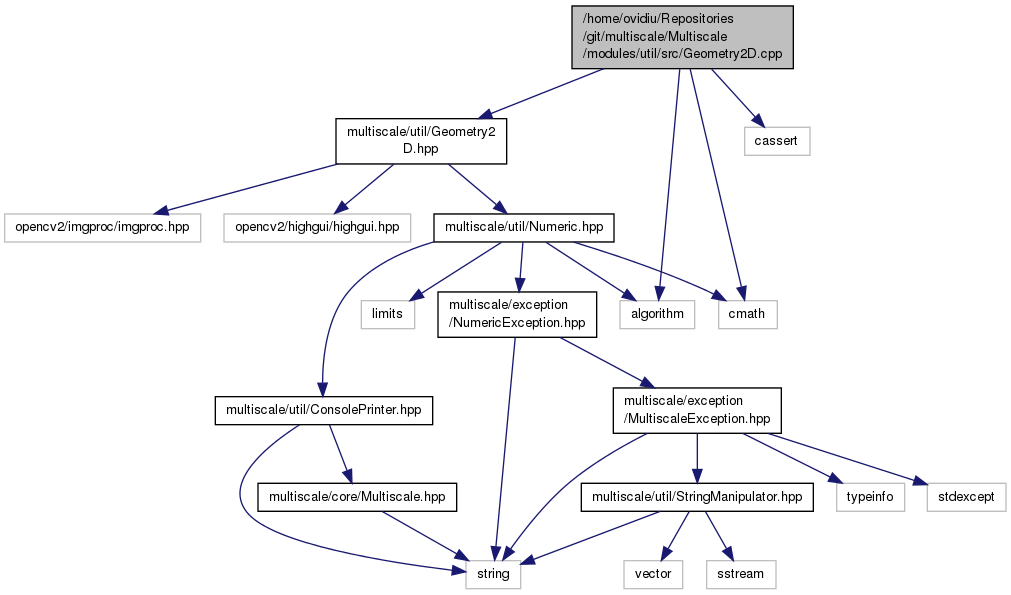 /home/ovidiu/Repositories
/git/multiscale/Multiscale
/modules/util/src/Geometry2D.cpp
multiscale/util/Geometry2
D.hpp
cassert
opencv2/imgproc/imgproc.hpp
opencv2/highgui/highgui.hpp
multiscale/util/Numeric.hpp
limits
multiscale/exception
/NumericException.hpp
algorithm
cmath
multiscale/util/ConsolePrinter.hpp
multiscale/exception
/MultiscaleException.hpp
multiscale/core/Multiscale.hpp
multiscale/util/StringManipulator.hpp
typeinfo
stdexcept
string
vector
sstream